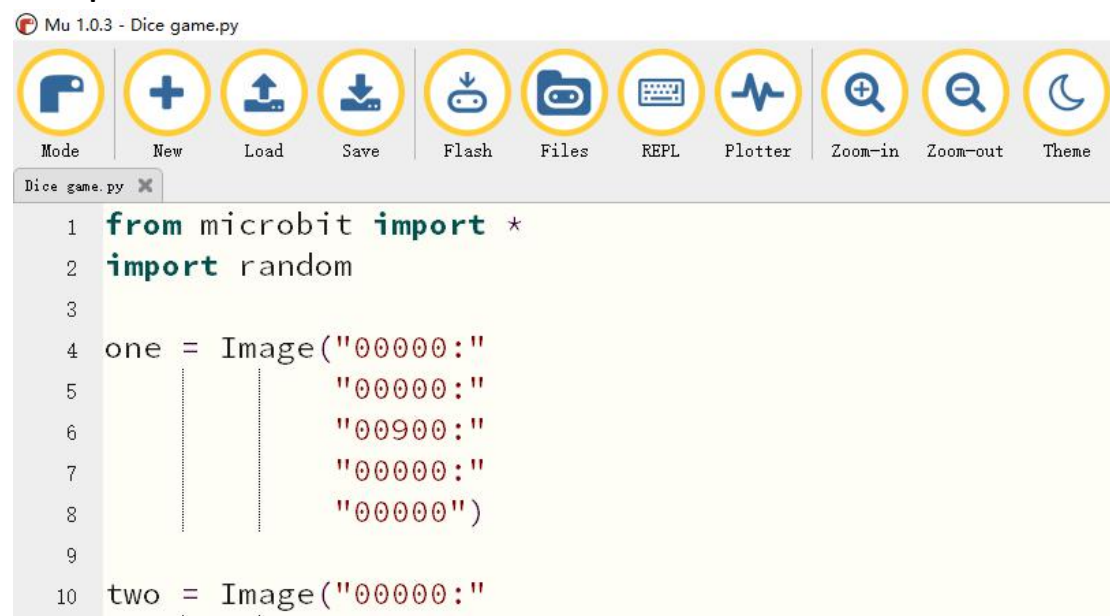 Mu 1.0.3 - Dice game.py
Mode New Load Save Flash Files REPL Plotter Zoom-in Zoom-out Theme
Dice game.py
1 from microbit import *
2 import random
3
4 one = Image("00000:"
5 "00000:"
6 "00900:"
7 "00000:"
8 "00000")
9
10 two = Image("00000:"